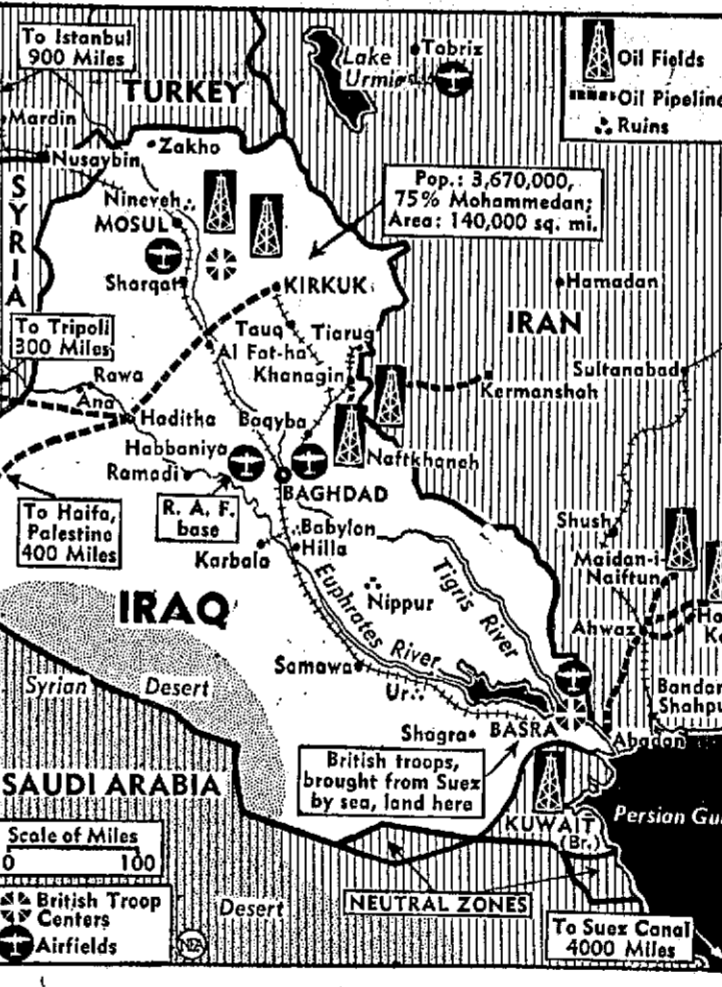 To Istanbul
900 Miles
Lake
Urmia
Tabriz
Oil Fields
Oil Pipeline
Ruins
TURKEY
Mardin
Zakho
Nusaybin
SYRIA
Nineveh
MOSUL
Pop.: 3,670,000,
75% Mohammedan;
Area: 140,000 sq. mi.
Sharqat
KIRKUK
Hamadan
IRAN
To Tripoli
300 Miles
Tauq
Tiarug
Al Fat-ha
Khanagin
Sultanabad
Rawa
Ana
Kermanshah
Haditha
Baqyba
Habbaniya
Naftkhaneh
Ramadi
BAGHDAD
To Haifa,
Palestine
400 Miles
R. A. F.
base
Babylon
Hilla
Karbala
Shush
Maidan-i-
Naiftun
IRAQ
Euphrates River
Nippur
Tigris River
Ahwaz
Ha
K
Samawa
Syrian Desert
Ur
Bandar
Shahpu
Shagra
BASRA
Abadan
British troops,
brought from Suez
by sea, land here
SAUDI ARABIA
Persian Gu
KUWAIT
(Br.)
Scale of Miles
0 100
British Troop
Centers
Airfields
NEA
Desert
NEUTRAL ZONES
To Suez Canal
4000 Miles